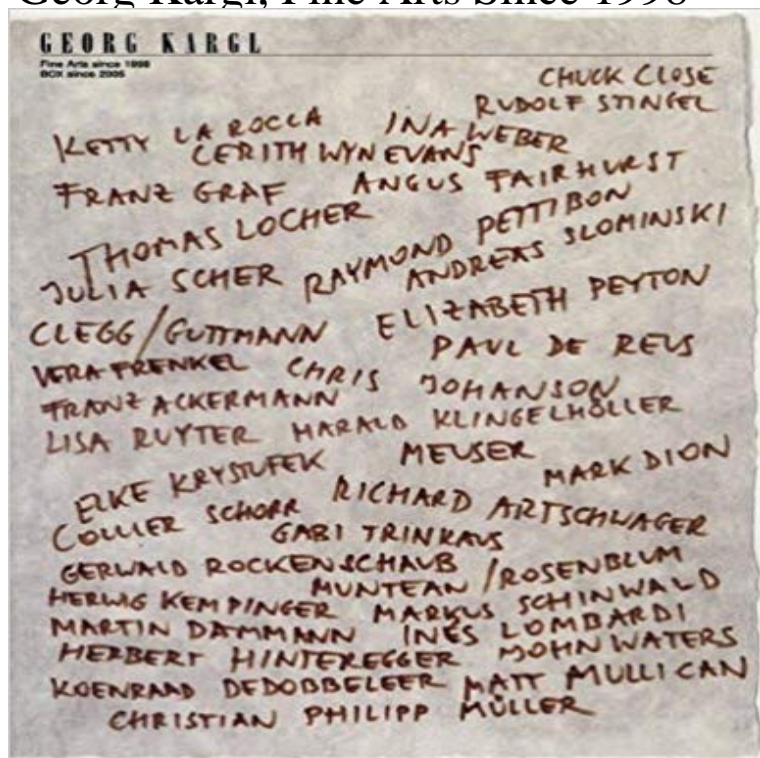 Georg Kargl, Fine Arts Since 1998
GEORG KARGL
Fine Arts since 1998
BOX since 2005
CHUCK CLOSE
RUDOLF STINGEL
KETTY LA ROCCA INA WEBER
CERITH WYN EVANS
FRANZ GRAF ANGUS FAIRHURST
THOMAS LOCHER RAYMOND PETTIBON
JULIA SCHER ANDREAS SLOMINSKI
CLEGG/GUTTMANN ELIZABETH PEYTON
VERA FRENKEL CHRIS JOHANSON PAUL DE REUS
FRANZ ACKERMANN
LISA RUYTER HARALD KLINGELHÖLLER
ELKE KRYSTUFEK MEUSER MARK DION
COLLIER SCHORR RICHARD ARTSCHWAGER
GABI TRINKAUS
GERWALD ROCKENSCHAUB
MUNTEAN/ROSENBLUM
HERWIG KEMPINGER MARKUS SCHINWALD
MARTIN DAMMANN INÉS LOMBARDI
HERBERT HINTEREGGER JOHN WATERS
KOENRAAD DEDOBBELEER MATT MULLICAN
CHRISTIAN PHILIPP MÜLLER